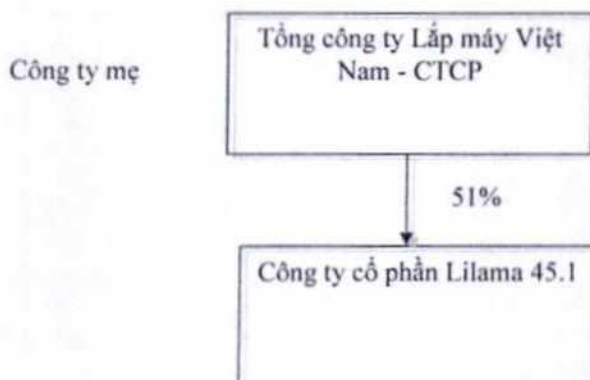 Công ty mẹ
Tổng công ty Lắp máy Việt
Nam - CTCP
51%
Công ty cổ phần Lilama 45.1